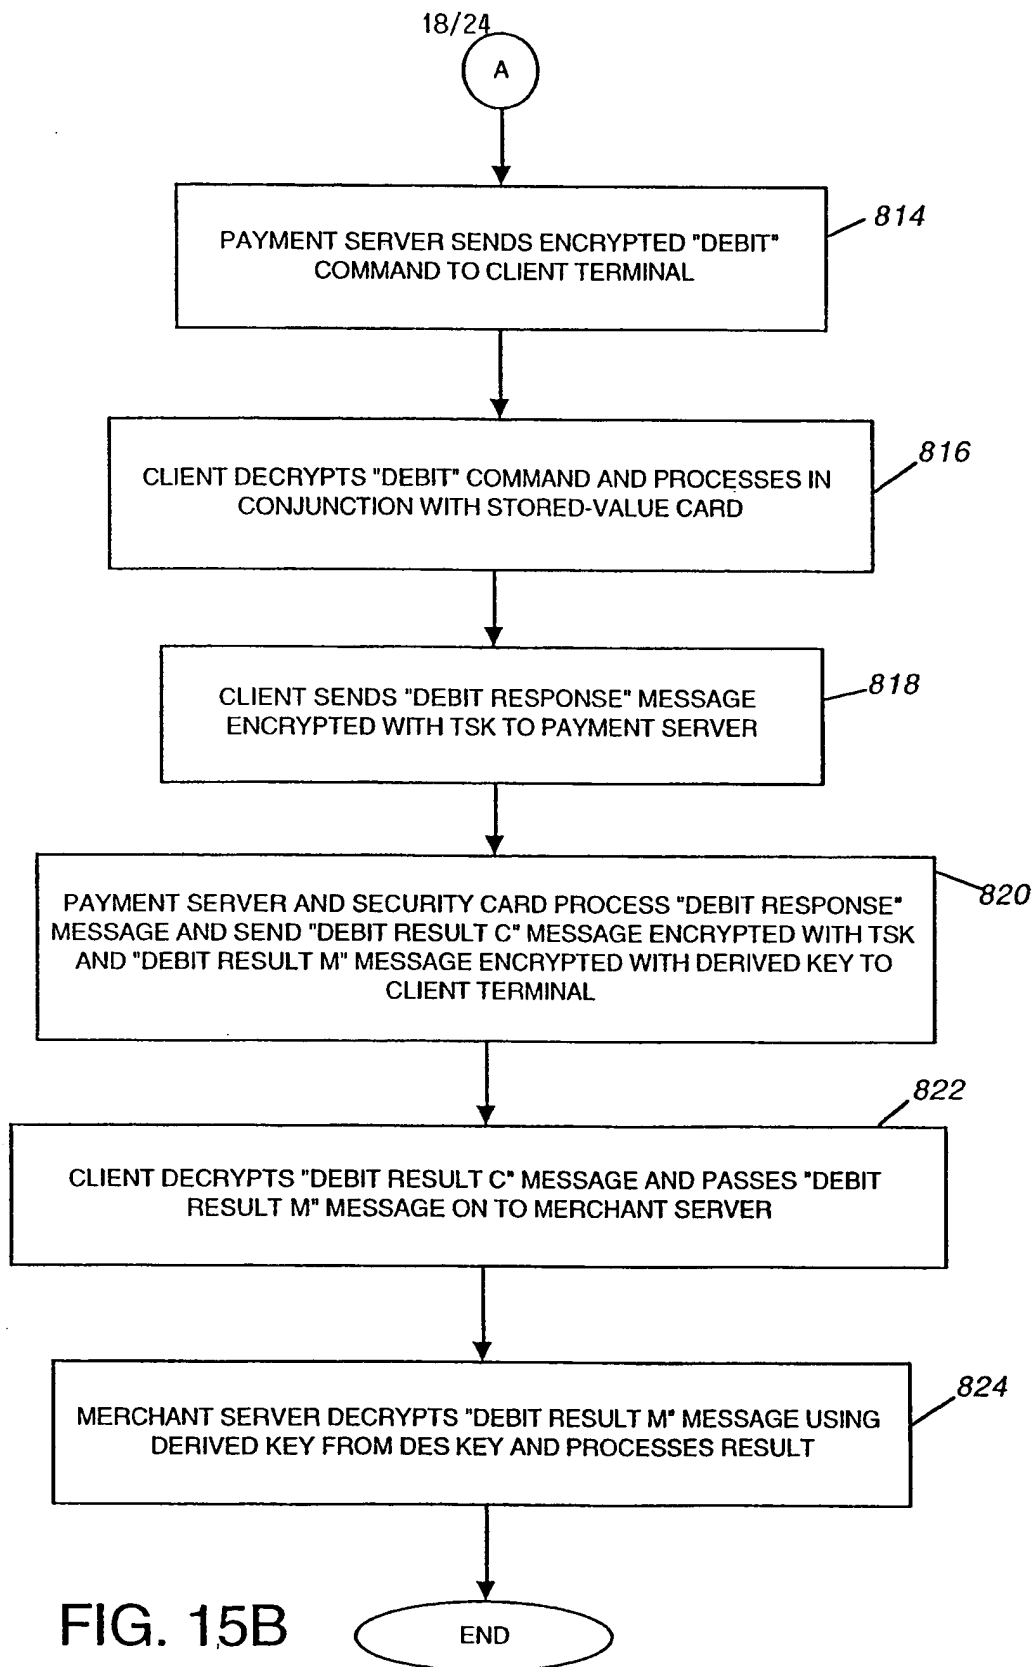 18/24
A
814
PAYMENT SERVER SENDS ENCRYPTED "DEBIT"
COMMAND TO CLIENT TERMINAL
816
CLIENT DECRYPTS "DEBIT" COMMAND AND PROCESSES IN
CONJUNCTION WITH STORED-VALUE CARD
818
CLIENT SENDS "DEBIT RESPONSE" MESSAGE
ENCRYPTED WITH TSK TO PAYMENT SERVER
820
PAYMENT SERVER AND SECURITY CARD PROCESS "DEBIT RESPONSE"
MESSAGE AND SEND "DEBIT RESULT C" MESSAGE ENCRYPTED WITH TSK
AND "DEBIT RESULT M" MESSAGE ENCRYPTED WITH DERIVED KEY TO
CLIENT TERMINAL
822
CLIENT DECRYPTS "DEBIT RESULT C" MESSAGE AND PASSES "DEBIT
RESULT M" MESSAGE ON TO MERCHANT SERVER
824
MERCHANT SERVER DECRYPTS "DEBIT RESULT M" MESSAGE USING
DERIVED KEY FROM DES KEY AND PROCESSES RESULT
END
FIG. 15B